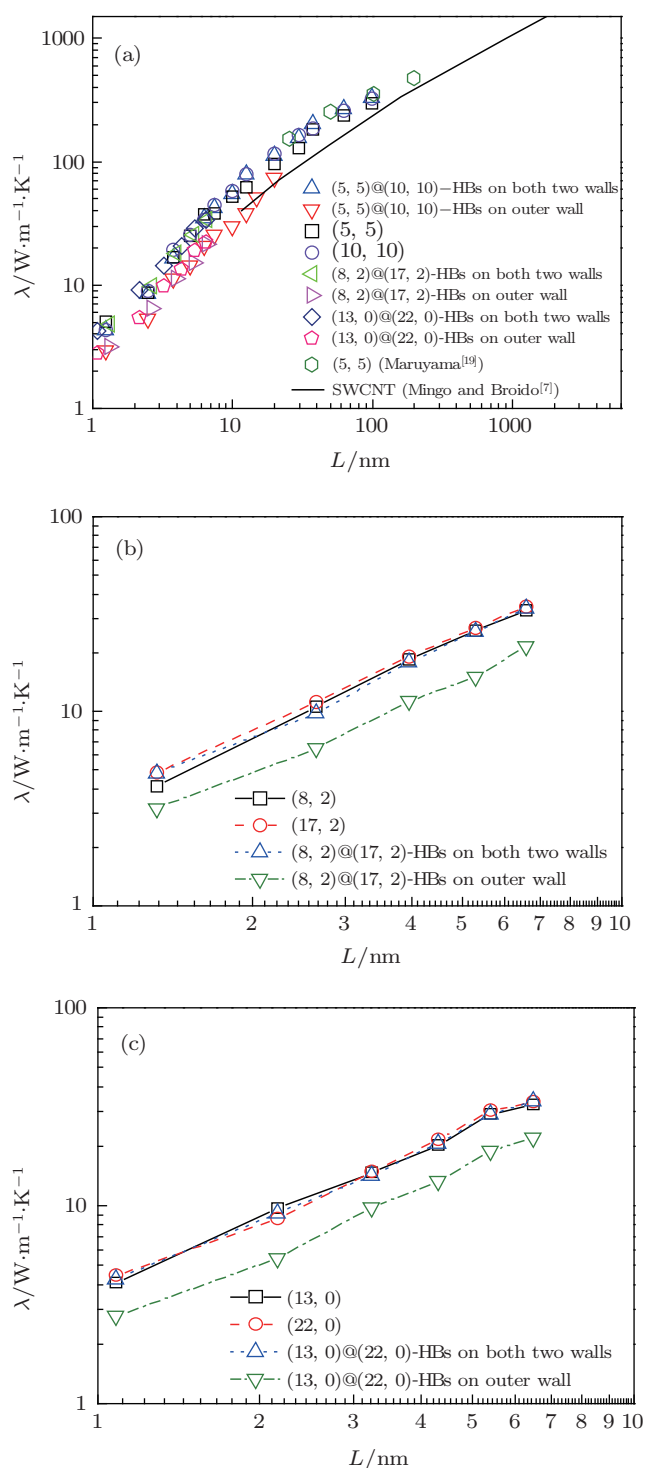 (a)
1000
100
10
1
λ/W·m⁻¹·K⁻¹
(5, 5)@(10, 10)−HBs on both two walls
(5, 5)@(10, 10)−HBs on outer wall
(5, 5)
(10, 10)
(8, 2)@(17, 2)-HBs on both two walls
(8, 2)@(17, 2)-HBs on outer wall
(13, 0)@(22, 0)-HBs on both two walls
(13, 0)@(22, 0)-HBs on outer wall
(5, 5) (Maruyama[19])
SWCNT (Mingo and Broido[7])
1 10 100 1000
L/nm
(b)
100
10
1
λ/W·m⁻¹·K⁻¹
(8, 2)
(17, 2)
(8, 2)@(17, 2)-HBs on both two walls
(8, 2)@(17, 2)-HBs on outer wall
1 2 3 4 5 6 7 8 9 10
L/nm
(c)
100
10
1
λ/W·m⁻¹·K⁻¹
(13, 0)
(22, 0)
(13, 0)@(22, 0)-HBs on both two walls
(13, 0)@(22, 0)-HBs on outer wall
1 2 3 4 5 6 7 8 9 10
L/nm